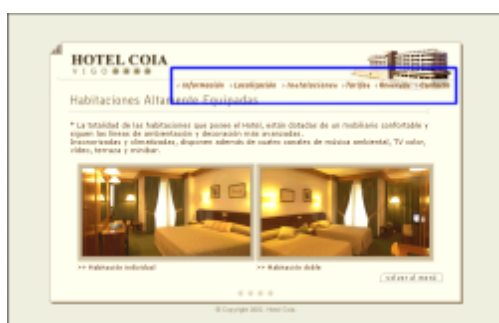 HOTEL COIA
VIGO
Información Localización Instalaciones Tarifas Reservas Contacto
Habitaciones Altamente Equipadas
* La totalidad de las habitaciones que pone el Hotel, están dotadas de un mobiliario confortable y
siguen las líneas de ambientación y decoración más avanzadas.
Insonorizadas y climatizadas, disponen además de cuatro canales de música ambiental, TV color,
vídeo, terraza y minibar.
>> Habitación individual
>> Habitación doble
volver al menú
© Copyright 2002. Hotel Coia.